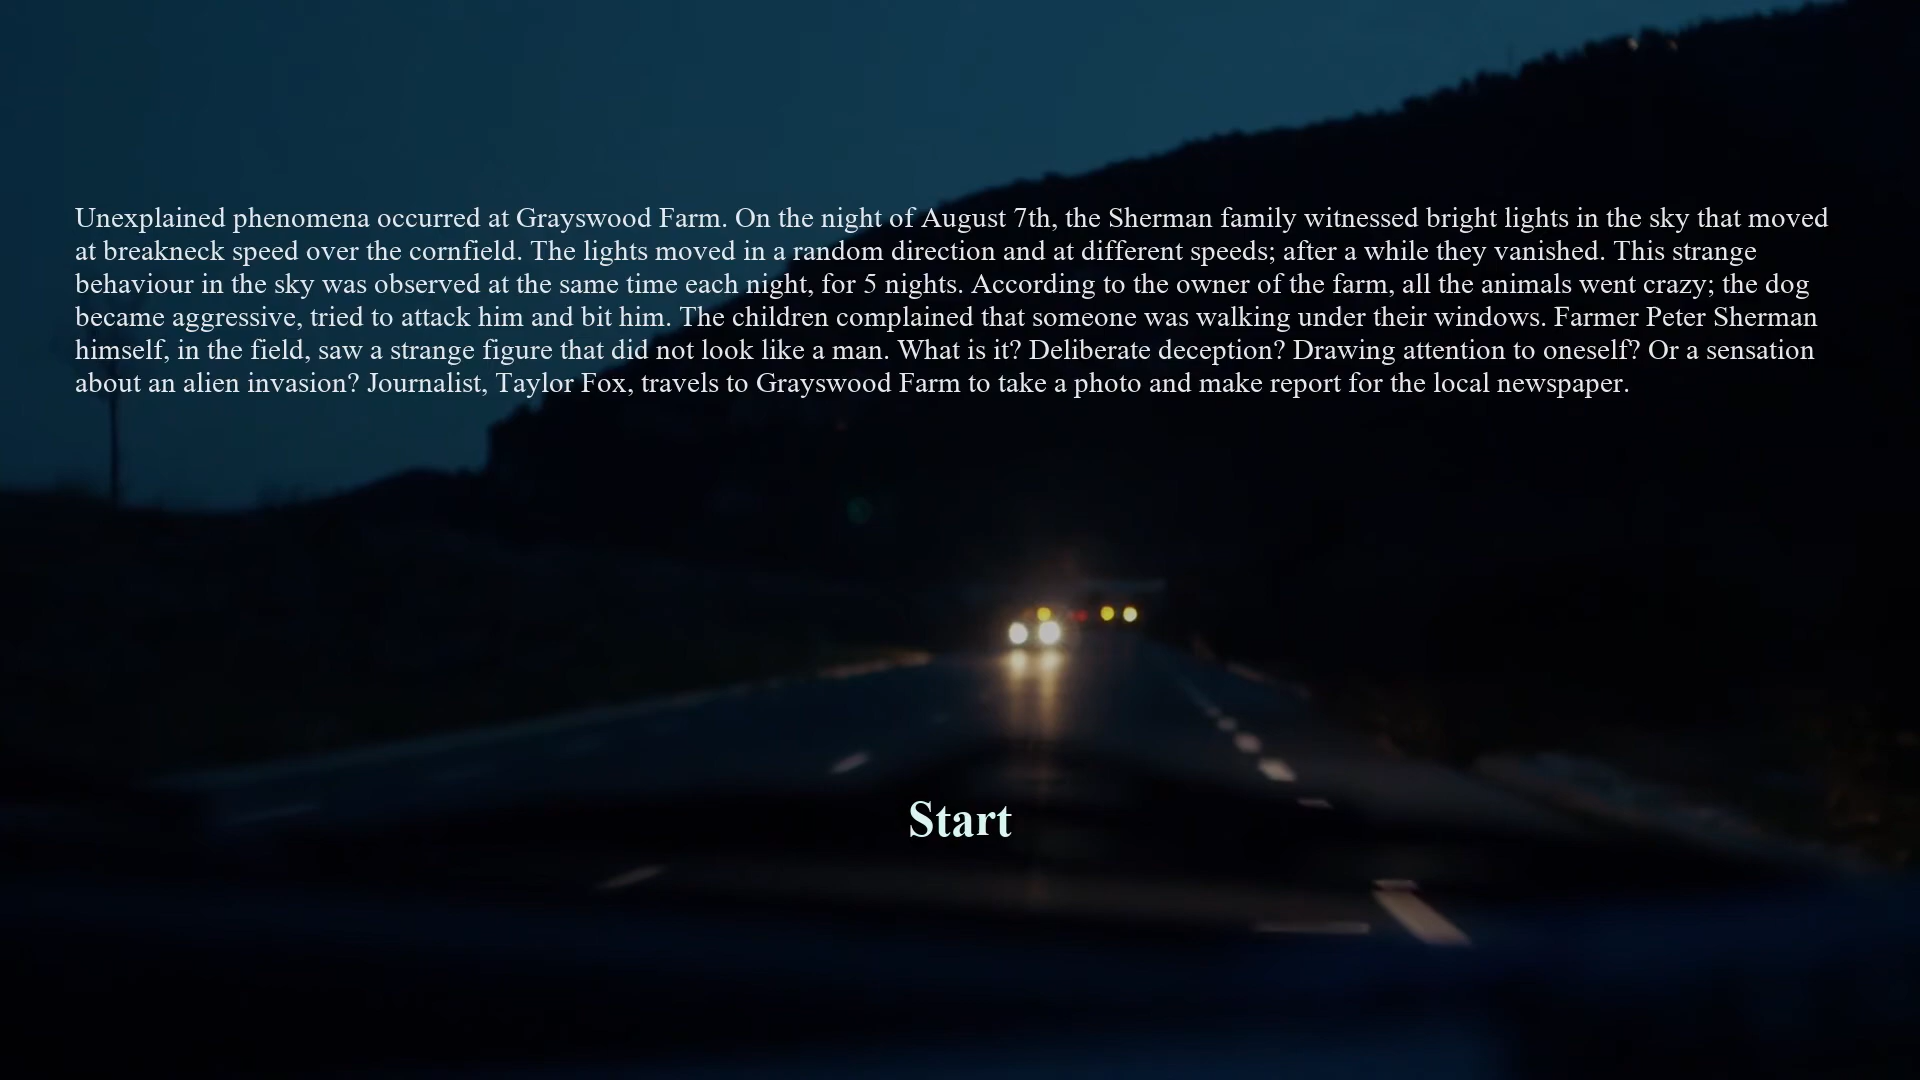 Unexplained phenomena occurred at Grayswood Farm. On the night of August 7th, the Sherman family witnessed bright lights in the sky that moved
at breakneck speed over the cornfield. The lights moved in a random direction and at different speeds; after a while they vanished. This strange
behaviour in the sky was observed at the same time each night, for 5 nights. According to the owner of the farm, all the animals went crazy; the dog
became aggressive, tried to attack him and bit him. The children complained that someone was walking under their windows. Farmer Peter Sherman
himself, in the field, saw a strange figure that did not look like a man. What is it? Deliberate deception? Drawing attention to oneself? Or a sensation
about an alien invasion? Journalist, Taylor Fox, travels to Grayswood Farm to take a photo and make report for the local newspaper.
Start